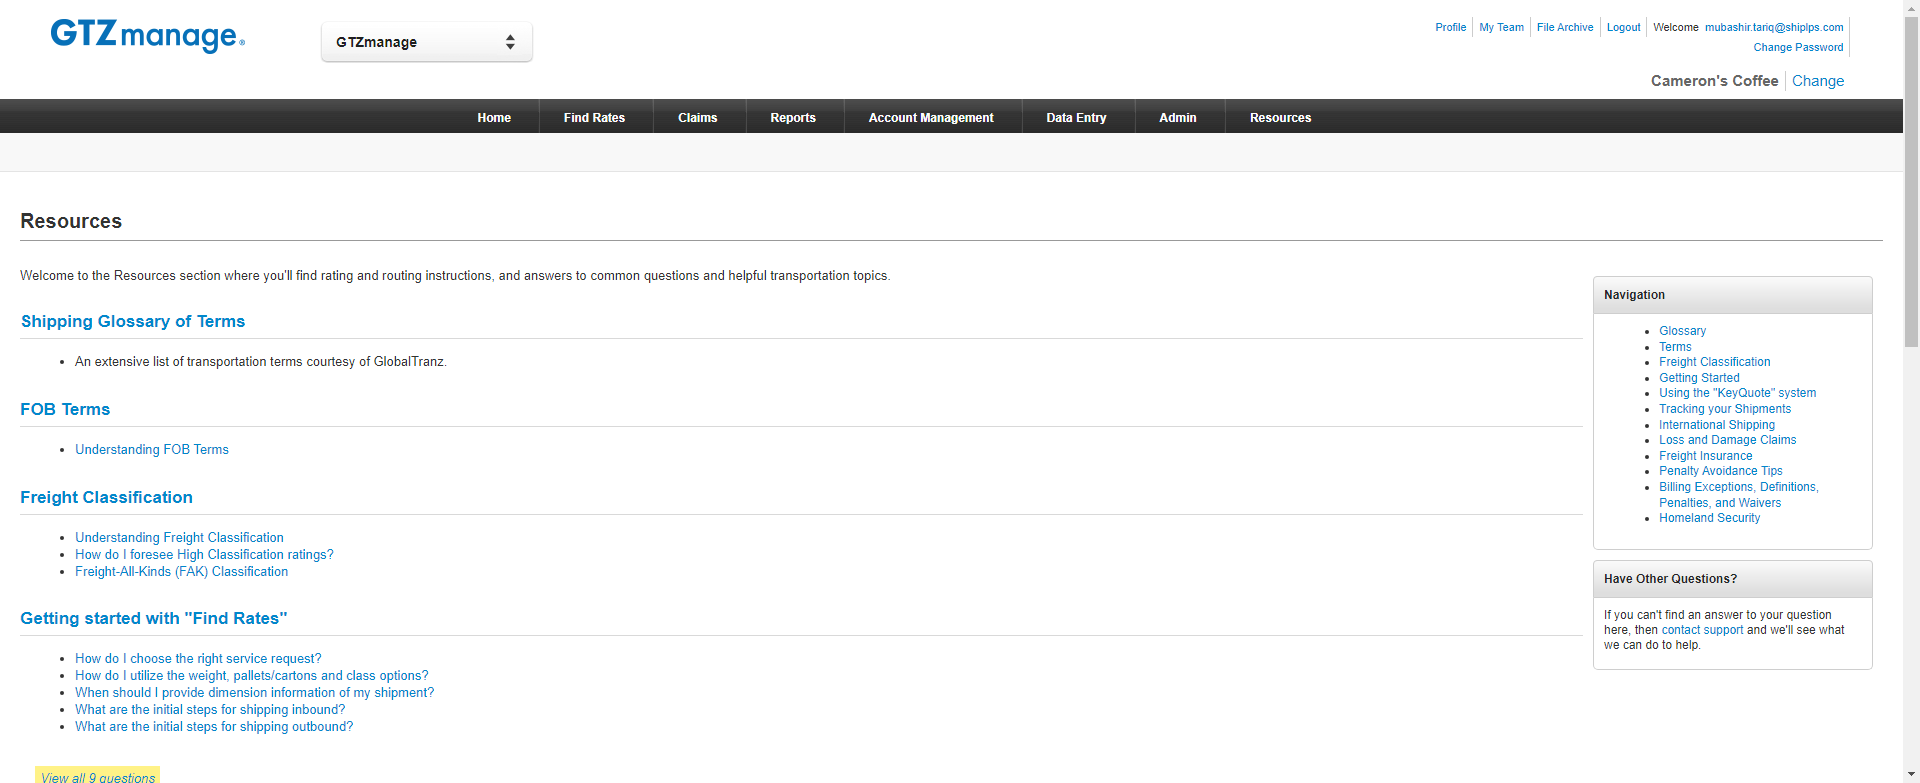 GTZmanage®
GTZmanage
Profile My Team File Archive Logout Welcome mubashir.tariq@shiplps.com
Change Password
Cameron's Coffee Change
Home Find Rates Claims Reports Account Management Data Entry Admin Resources
Resources
Welcome to the Resources section where you'll find rating and routing instructions, and answers to common questions and helpful transportation topics.
Shipping Glossary of Terms
• An extensive list of transportation terms courtesy of GlobalTranz.
FOB Terms
• Understanding FOB Terms
Freight Classification
• Understanding Freight Classification
• How do I foresee High Classification ratings?
• Freight-All-Kinds (FAK) Classification
Getting started with "Find Rates"
• How do I choose the right service request?
• How do I utilize the weight, pallets/cartons and class options?
• When should I provide dimension information of my shipment?
• What are the initial steps for shipping inbound?
• What are the initial steps for shipping outbound?
View all 9 questions
Navigation
• Glossary
• Terms
• Freight Classification
• Getting Started
• Using the "KeyQuote" system
• Tracking your Shipments
• International Shipping
• Loss and Damage Claims
• Freight Insurance
• Penalty Avoidance Tips
• Billing Exceptions, Definitions,
Penalties, and Waivers
• Homeland Security
Have Other Questions?
If you can't find an answer to your question
here, then contact support and we'll see what
we can do to help.